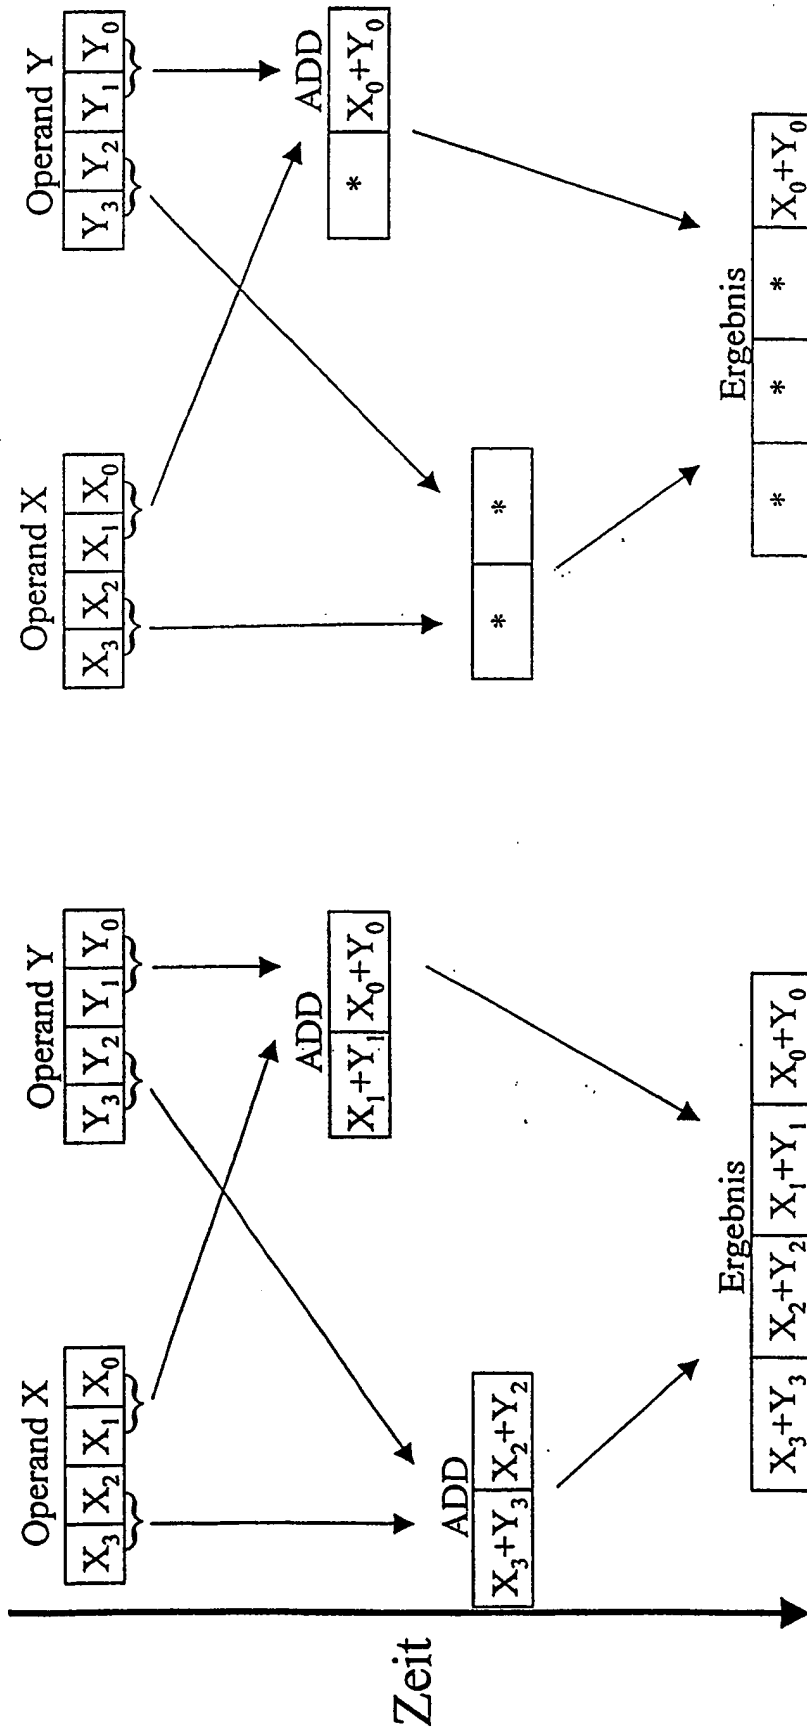 Zeit
Operand X
X₃ X₂ X₁ X₀
Operand Y
Y₃ Y₂ Y₁ Y₀
ADD
X₁+Y₁ X₀+Y₀
ADD
X₃+Y₃ X₂+Y₂
Ergebnis
X₃+Y₃ X₂+Y₂ X₁+Y₁ X₀+Y₀
Operand X
X₃ X₂ X₁ X₀
Operand Y
Y₃ Y₂ Y₁ Y₀
ADD
* X₀+Y₀
* *
Ergebnis
* * * X₀+Y₀